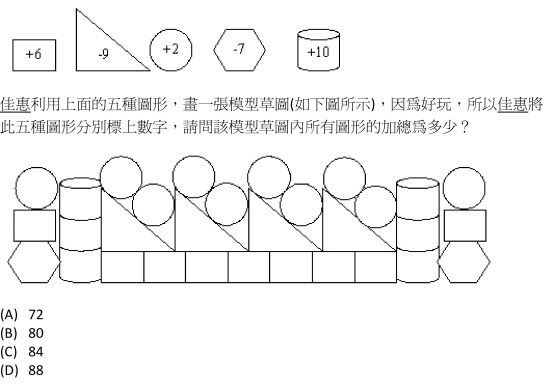 +6 -9 +2 -7 +10
佳惠利用上面的五種圖形，畫一張模型草圖(如下圖所示)，因為好玩，所以佳惠將
此五種圖形分別標上數字，請問該模型草圖內所有圖形的加總為多少？
(A) 72
(B) 80
(C) 84
(D) 88